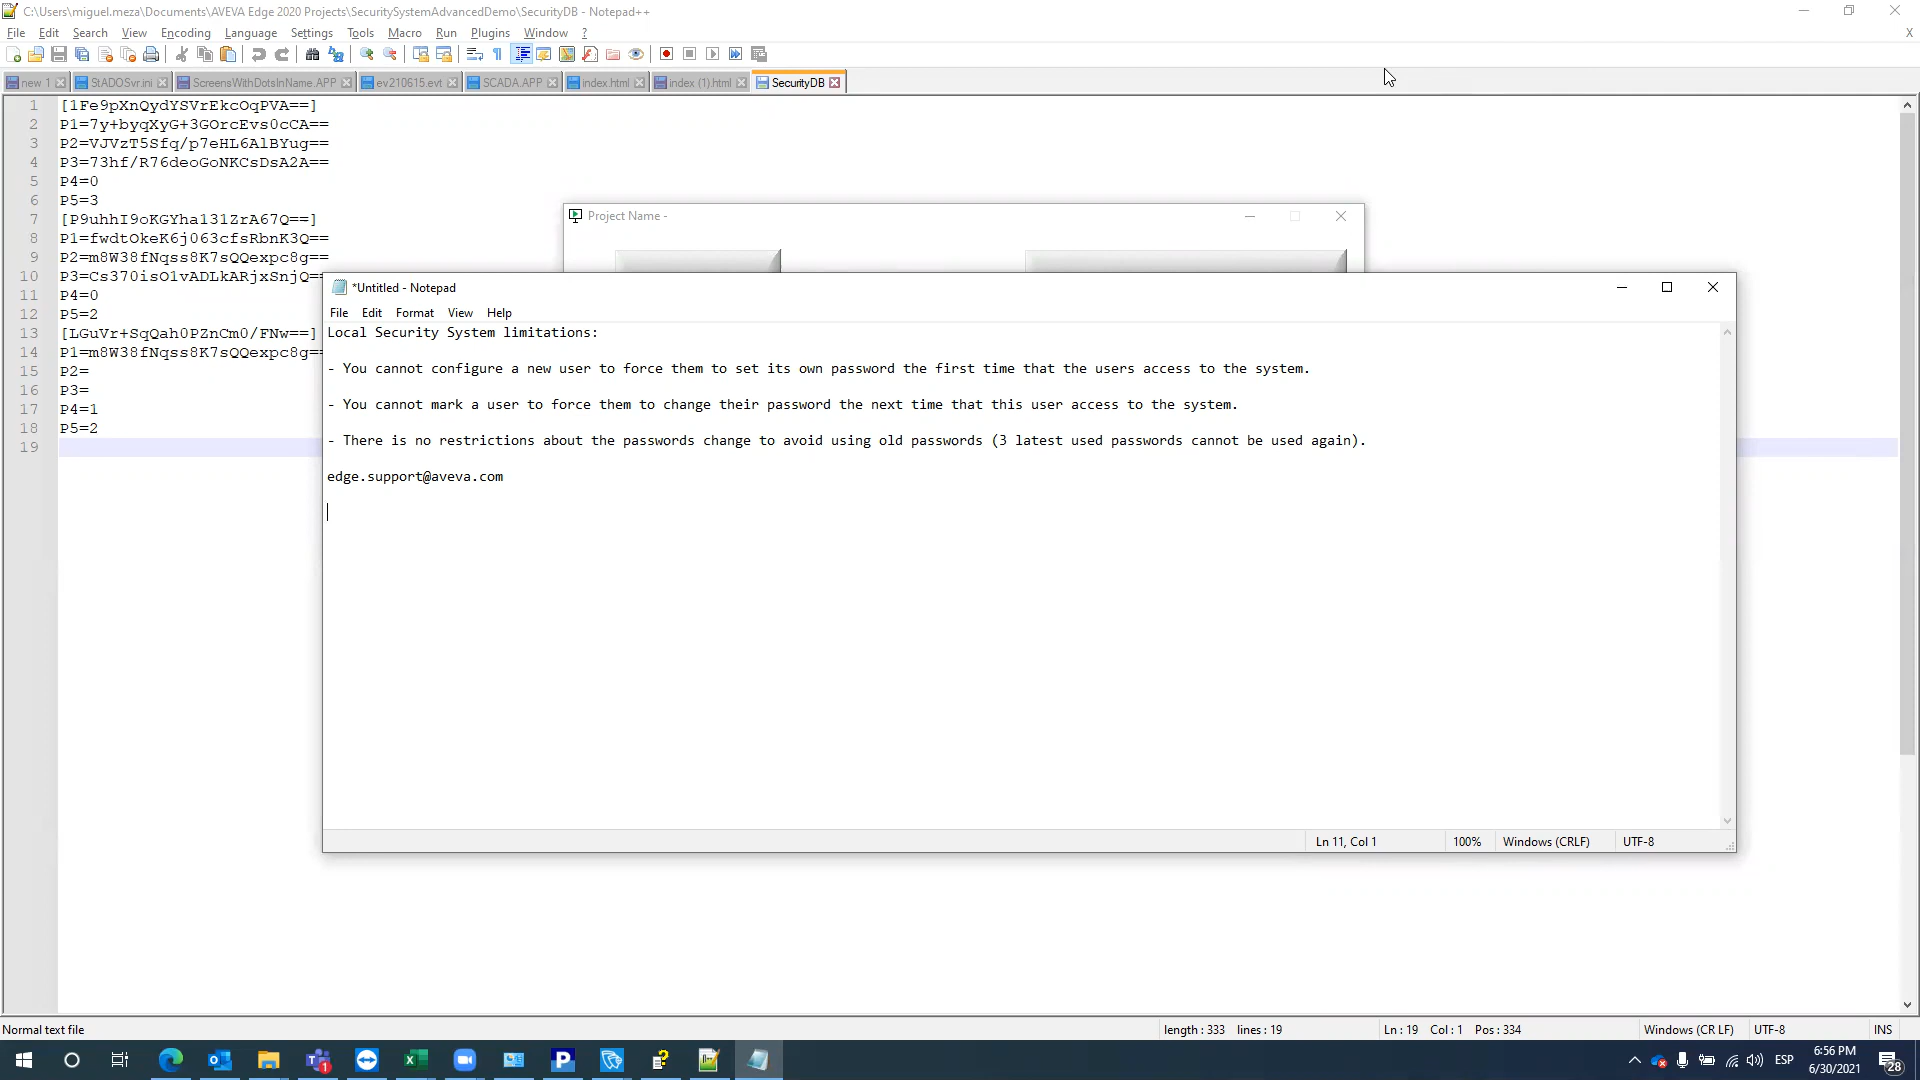 C:\Users\miguel.meza\Documents\AVEVA Edge 2020 Projects\SecuritySystemAdvancedDemo\SecurityDB - Notepad++
File Edit Search View Encoding Language Settings Tools Macro Run Plugins Window ? X
new 1 StADOSvr.ini ScreensWithDotsInName.APP ev210615.evt SCADA.APP index.html index (1).html SecurityDB
1 [1Fe9pXnQydYSVrEkcOqPVA==]
2 P1=7y+byqXyG+3GOrcEvs0cCA==
3 P2=VJVzT5Sfq/p7eHL6AlBYug==
4 P3=73hf/R76deoGoNKCsDsA2A==
5 P4=0
6 P5=3
7 [P9uhhI9oKGYha131ZrA67Q==]
8 P1=fwdtOkeK6j063cfsRbnK3Q==
9 P2=m8W38fNqss8K7sQQexpc8g==
10 P3=Cs370isO1vADLkARjxSnjQ==
11 P4=0
12 P5=2
13 [LGuVr+SqQah0PZnCm0/FNw==]
14 P1=m8W38fNqss8K7sQQexpc8g==
15 P2=
16 P3=
17 P4=1
18 P5=2
19
Project Name -
*Untitled - Notepad
File Edit Format View Help
Local Security System limitations:
- You cannot configure a new user to force them to set its own password the first time that the users access to the system.
- You cannot mark a user to force them to change their password the next time that this user access to the system.
- There is no restrictions about the passwords change to avoid using old passwords (3 latest used passwords cannot be used again).
edge.support@aveva.com
Ln 11, Col 1 100% Windows (CRLF) UTF-8
Normal text file length : 333 lines : 19 Ln : 19 Col : 1 Pos : 334 Windows (CR LF) UTF-8 INS
ESP 6:56 PM
6/30/2021
28
1